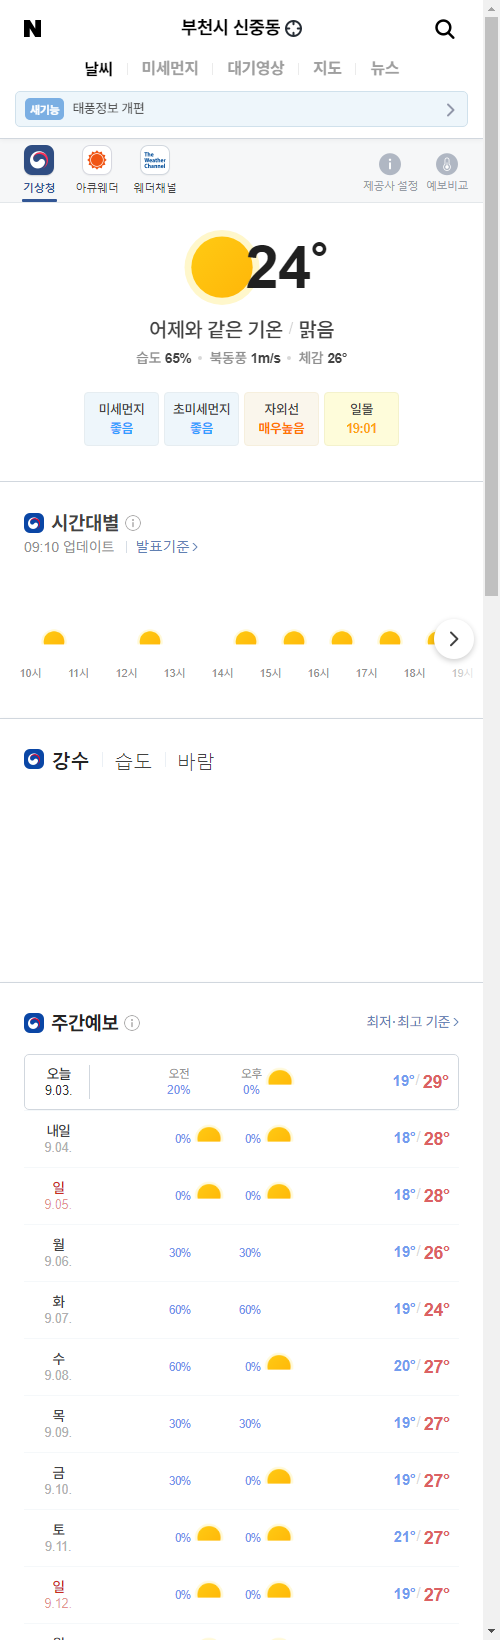 N
부천시 신중동
날씨 미세먼지 대기영상 지도 뉴스
새기능 태풍정보 개편
The Weather Channel
기상청 아큐웨더 웨더채널 제공사 설정 예보비교
24°
어제와 같은 기온 / 맑음
습도 65% 북동풍 1m/s 체감 26°
미세먼지 초미세먼지 자외선 일몰
좋음 좋음 매우높음 19:01
시간대별
09:10 업데이트 발표기준
10시 11시 12시 13시 14시 15시 16시 17시 18시 19시
강수 습도 바람
주간예보 최저·최고 기준
오늘 오전 오후
9.03. 20% 0% 19°/ 29°
내일
9.04. 0% 0% 18°/ 28°
일
9.05. 0% 0% 18°/ 28°
월
9.06. 30% 30% 19°/ 26°
화
9.07. 60% 60% 19°/ 24°
수
9.08. 60% 0% 20°/ 27°
목
9.09. 30% 30% 19°/ 27°
금
9.10. 30% 0% 19°/ 27°
토
9.11. 0% 0% 21°/ 27°
일
9.12. 0% 0% 19°/ 27°